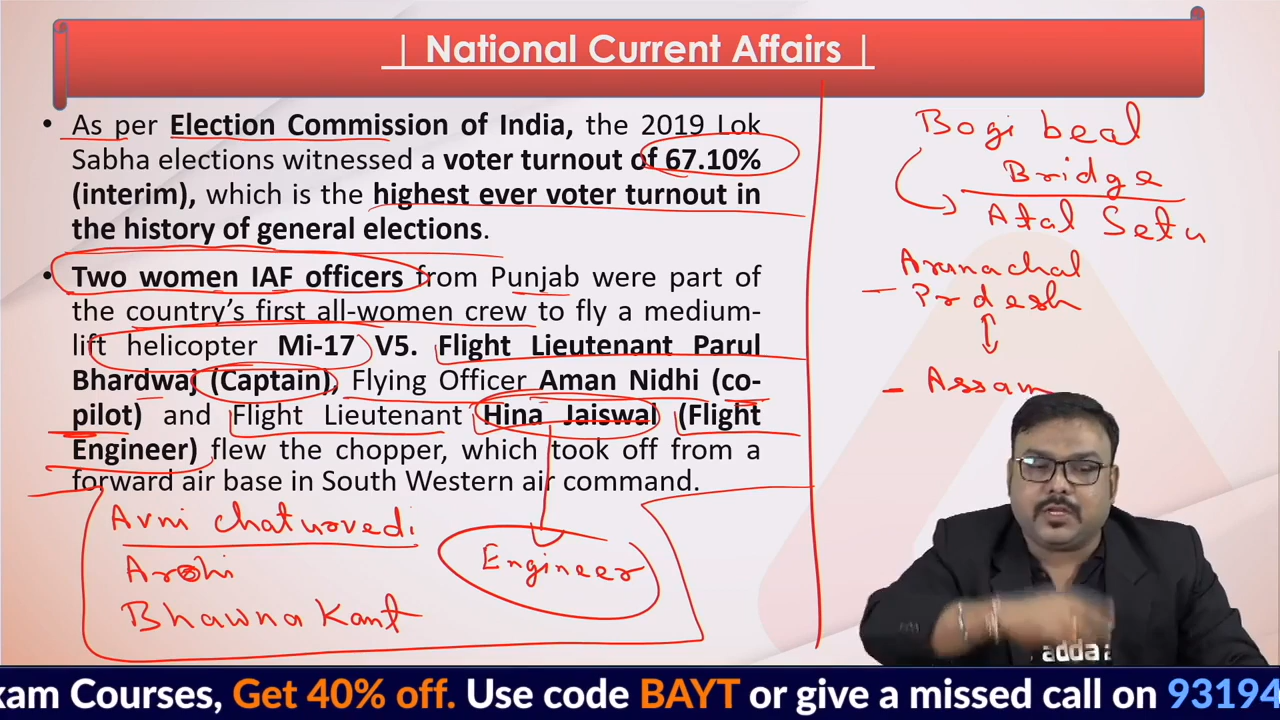 | National Current Affairs |
• As per Election Commission of India, the 2019 Lok
Sabha elections witnessed a voter turnout of 67.10%
(interim), which is the highest ever voter turnout in
the history of general elections.
• Two women IAF officers from Punjab were part of
the country's first all-women crew to fly a medium-
lift helicopter Mi-17 V5. Flight Lieutenant Parul
Bhardwaj (Captain), Flying Officer Aman Nidhi (co-
pilot) and Flight Lieutenant Hina Jaiswal (Flight
Engineer) flew the chopper, which took off from a
forward air base in South Western air command.
Avni chaturvedi
Bhawna Kant
Engineer
Bogi beal
Bridge
Atal Setu
Arunachal
- Prdesh
- Assam
adda
xam Courses, Get 40% off. Use code BAYT or give a missed call on 93194